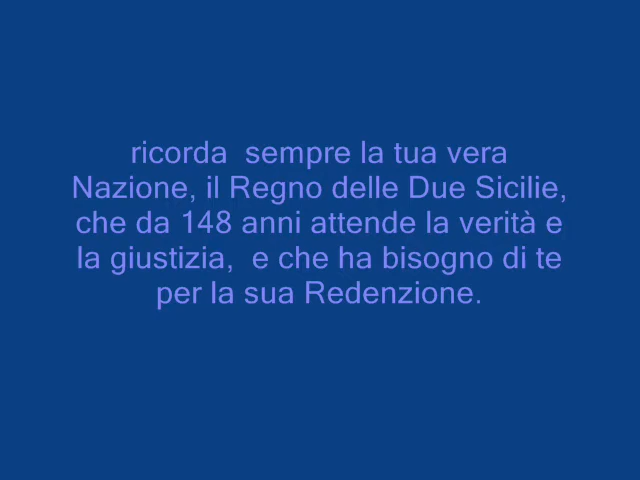 ricorda  sempre la tua vera
Nazione, il Regno delle Due Sicilie,
che da 148 anni attende la verità e
la giustizia,  e che ha bisogno di te
per la sua Redenzione.